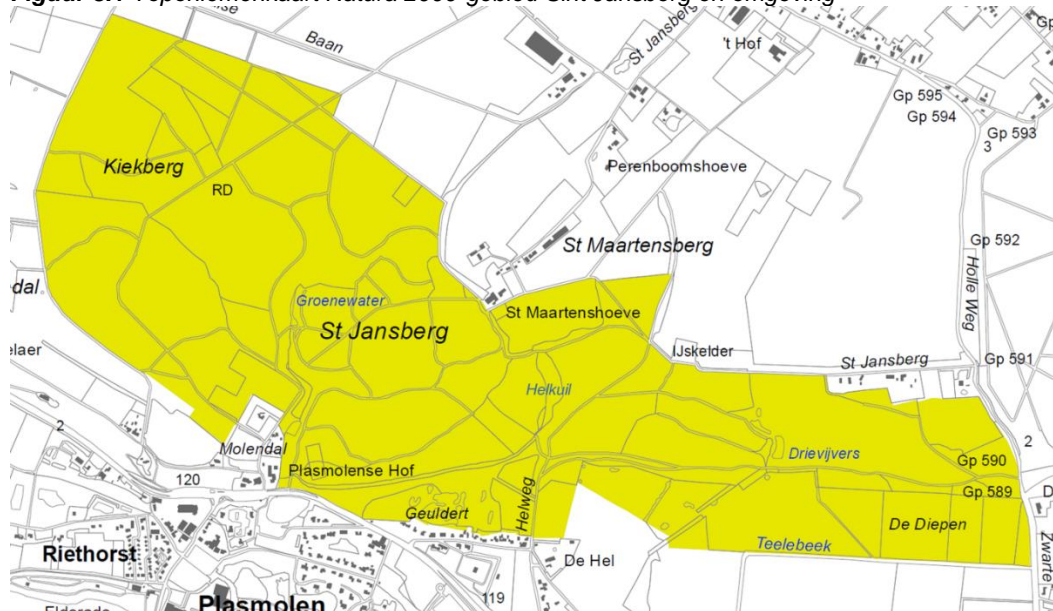 Baan
St Jansberg
't Hof
Gp 595
Gp 594
Gp 593
3
Kiekberg
Perenboomshoeve
RD
St Maartensberg
Gp 592
Holle Weg
dal
Groenewater
St Maartenshoeve
St Jansberg
elaer
IJskelder
St Jansberg
Gp 591
Helkuil
2
Molendal
2
Drievijvers
Gp 590
Plasmolense Hof
120
Gp 589
D
Geuldert
Helweg
De Diepen
Teelebeek
Riethorst
De Hel
Zwarte
119
Plasmolen